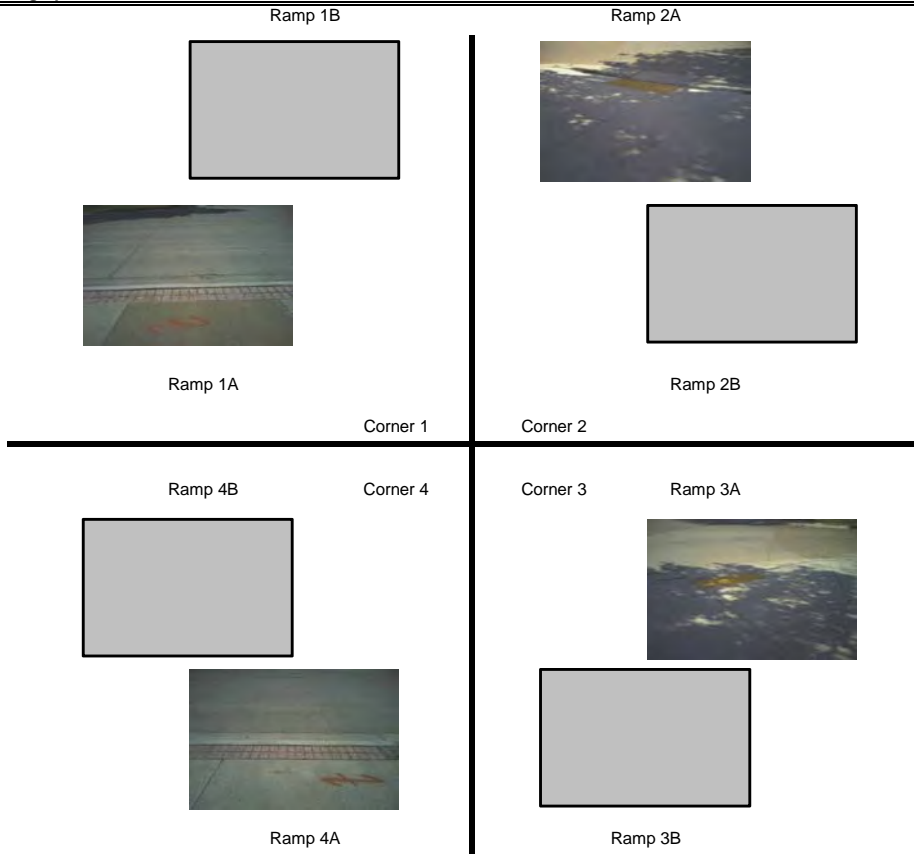 Ramp 1B Ramp 2A
Ramp 1A Ramp 2B
Corner 1 Corner 2
Ramp 4B Corner 4 Corner 3 Ramp 3A
Ramp 4A Ramp 3B